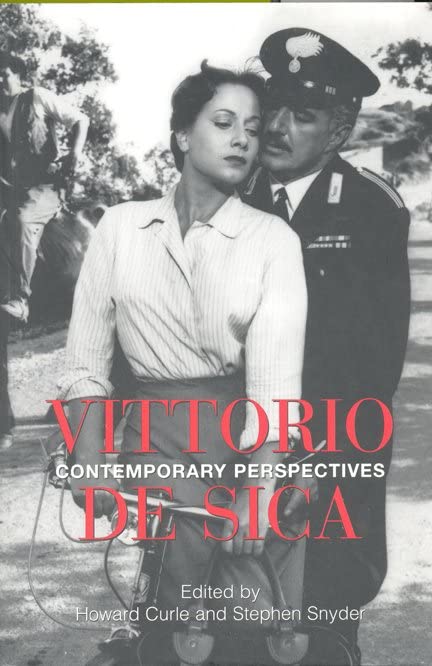 VITTORIO
CONTEMPORARY PERSPECTIVES
DE SICA
Edited by
Howard Curle and Stephen Snyder